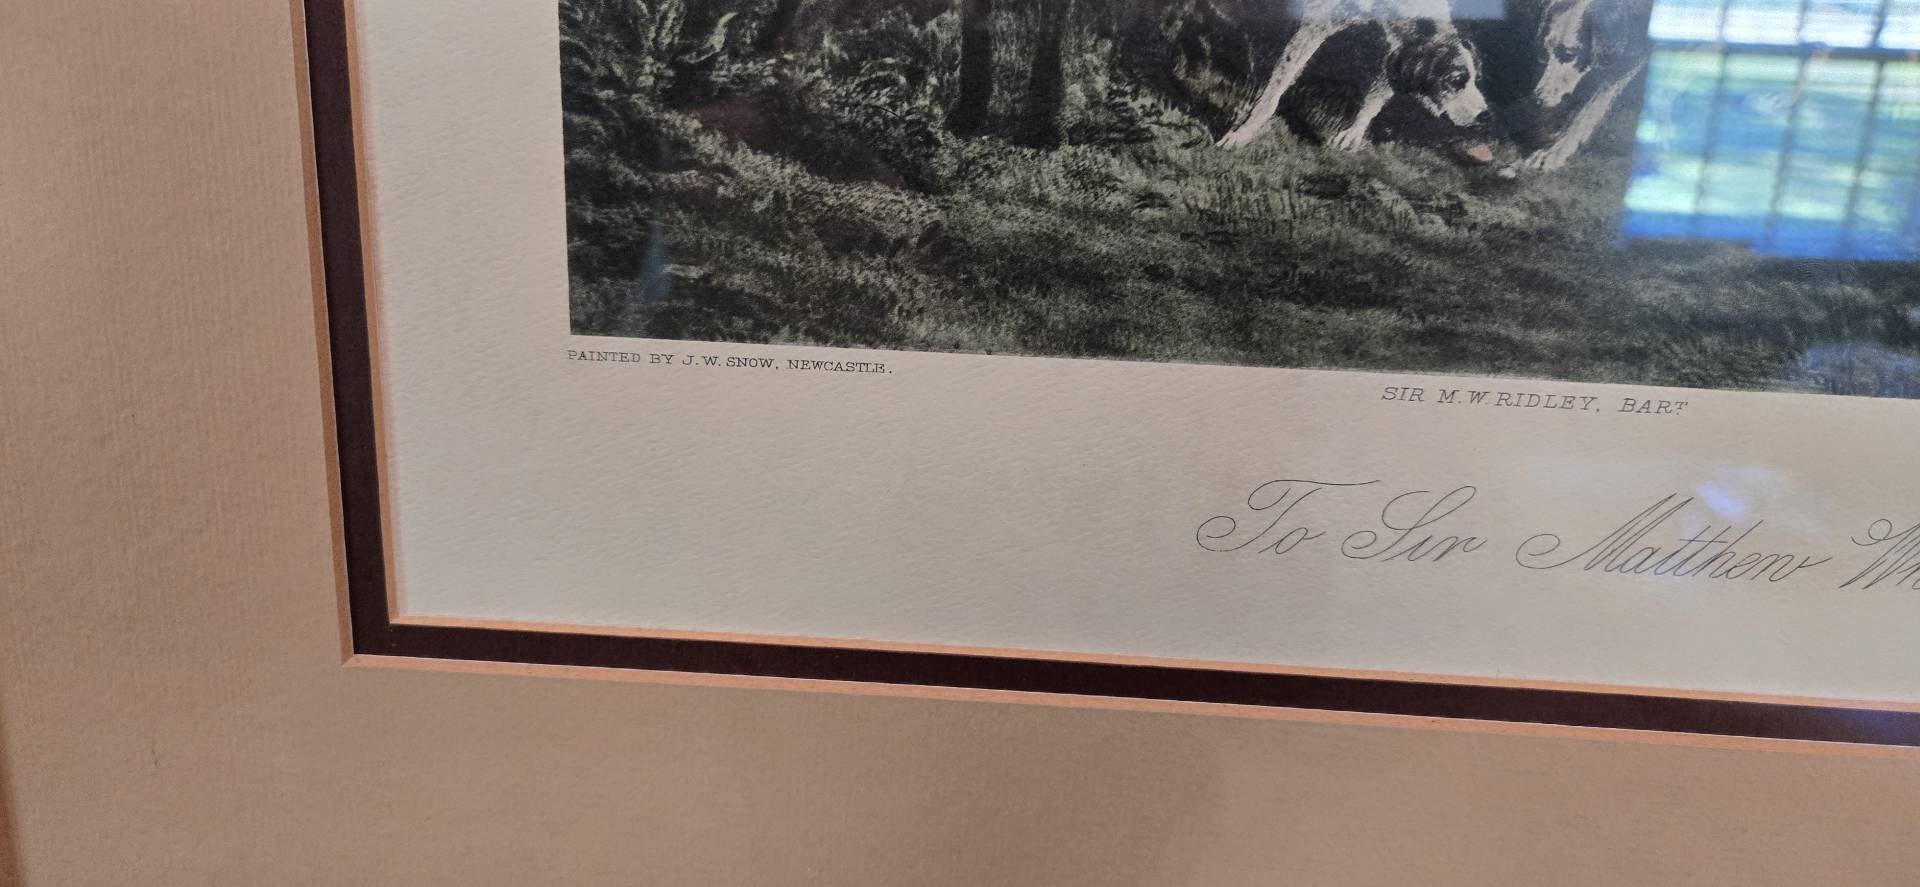 PAINTED BY J.W. SNOW, NEWCASTLE.
SIR M.W. RIDLEY, BART
To Sir Matthew